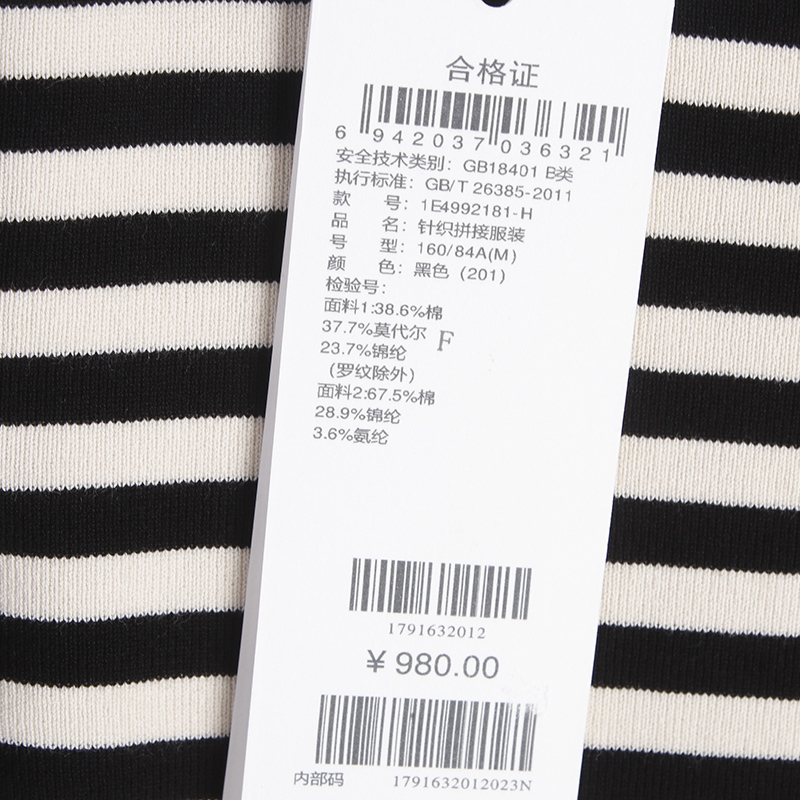 合格证
6 942037 036321
安全技术类别：GB18401 B类
执行标准：GB/T 26385-2011
款 号：1E4992181-H
品 名：针织拼接服装
号 型：160/84A(M)
颜 色：黑色（201）
检验号：
面料1:38.6%棉
37.7%莫代尔 F
23.7%锦纶
（罗纹除外）
面料2:67.5%棉
28.9%锦纶
3.6%氨纶
1791632012
￥980.00
内部码 1791632012023N